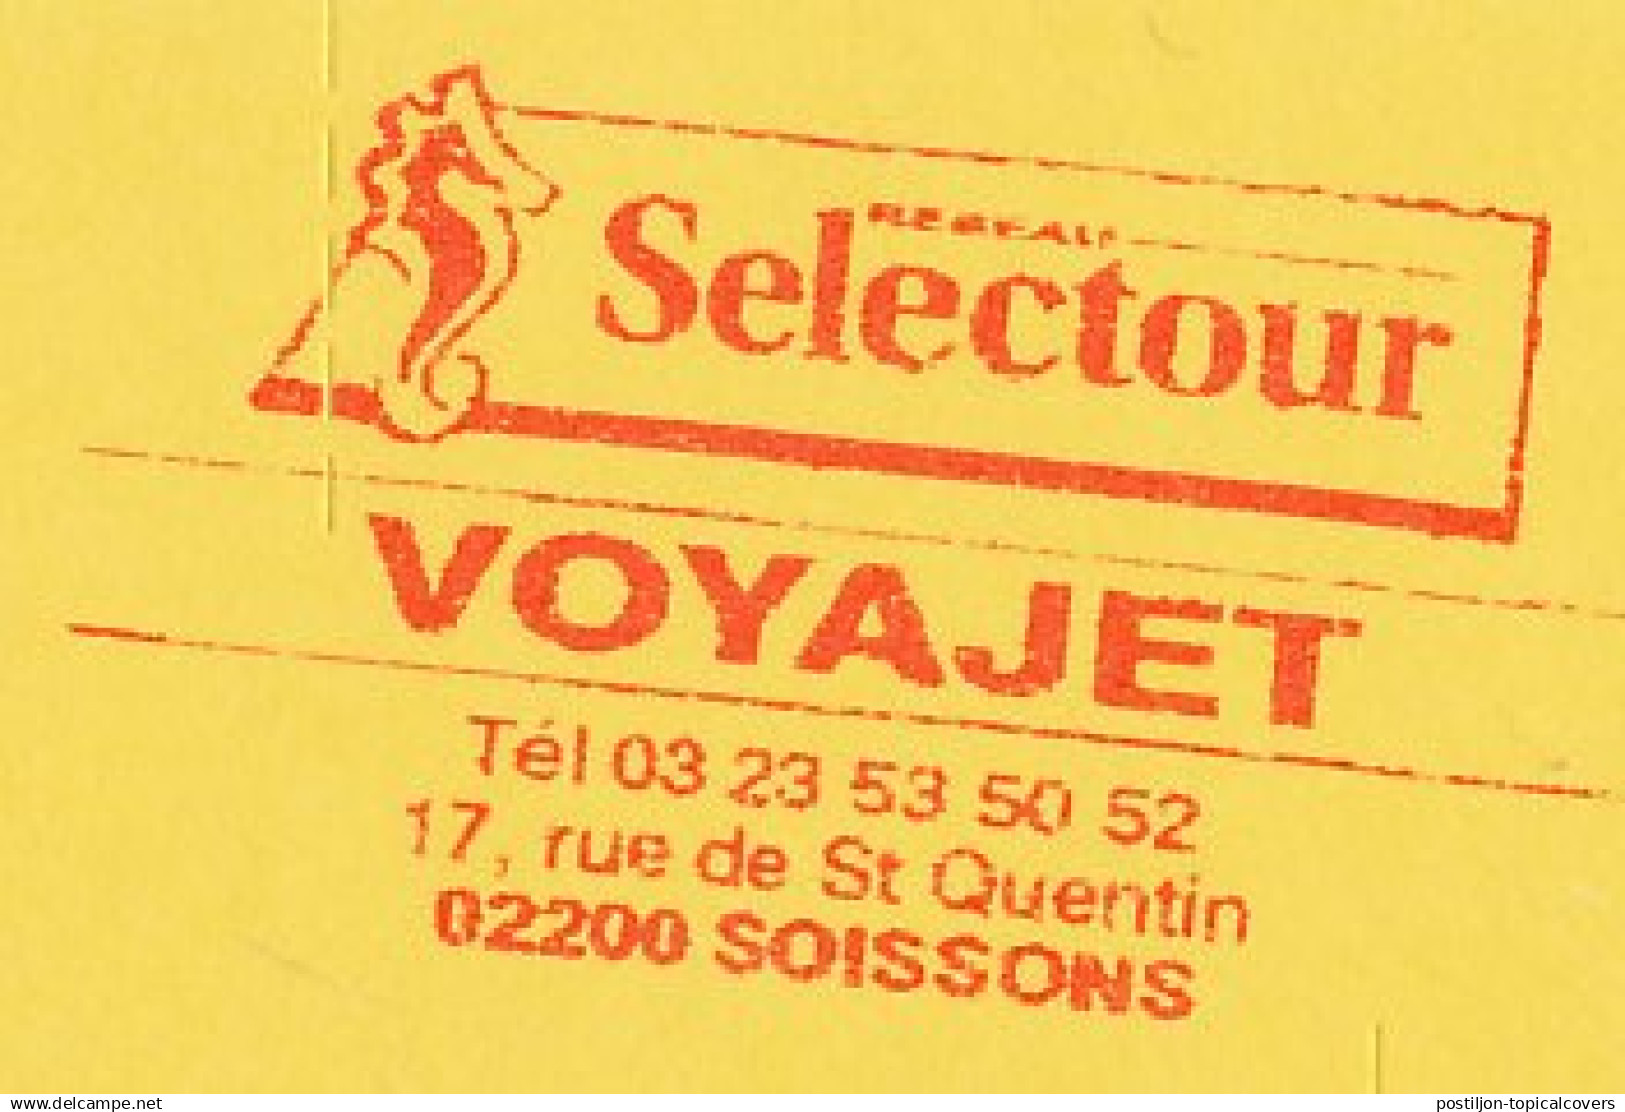 RESEAU
Selectour
VOYAJET
Tél 03 23 53 50 52
17, rue de St Quentin
02200 SOISSONS
www.delcampe.net
postiljon-topicalcovers